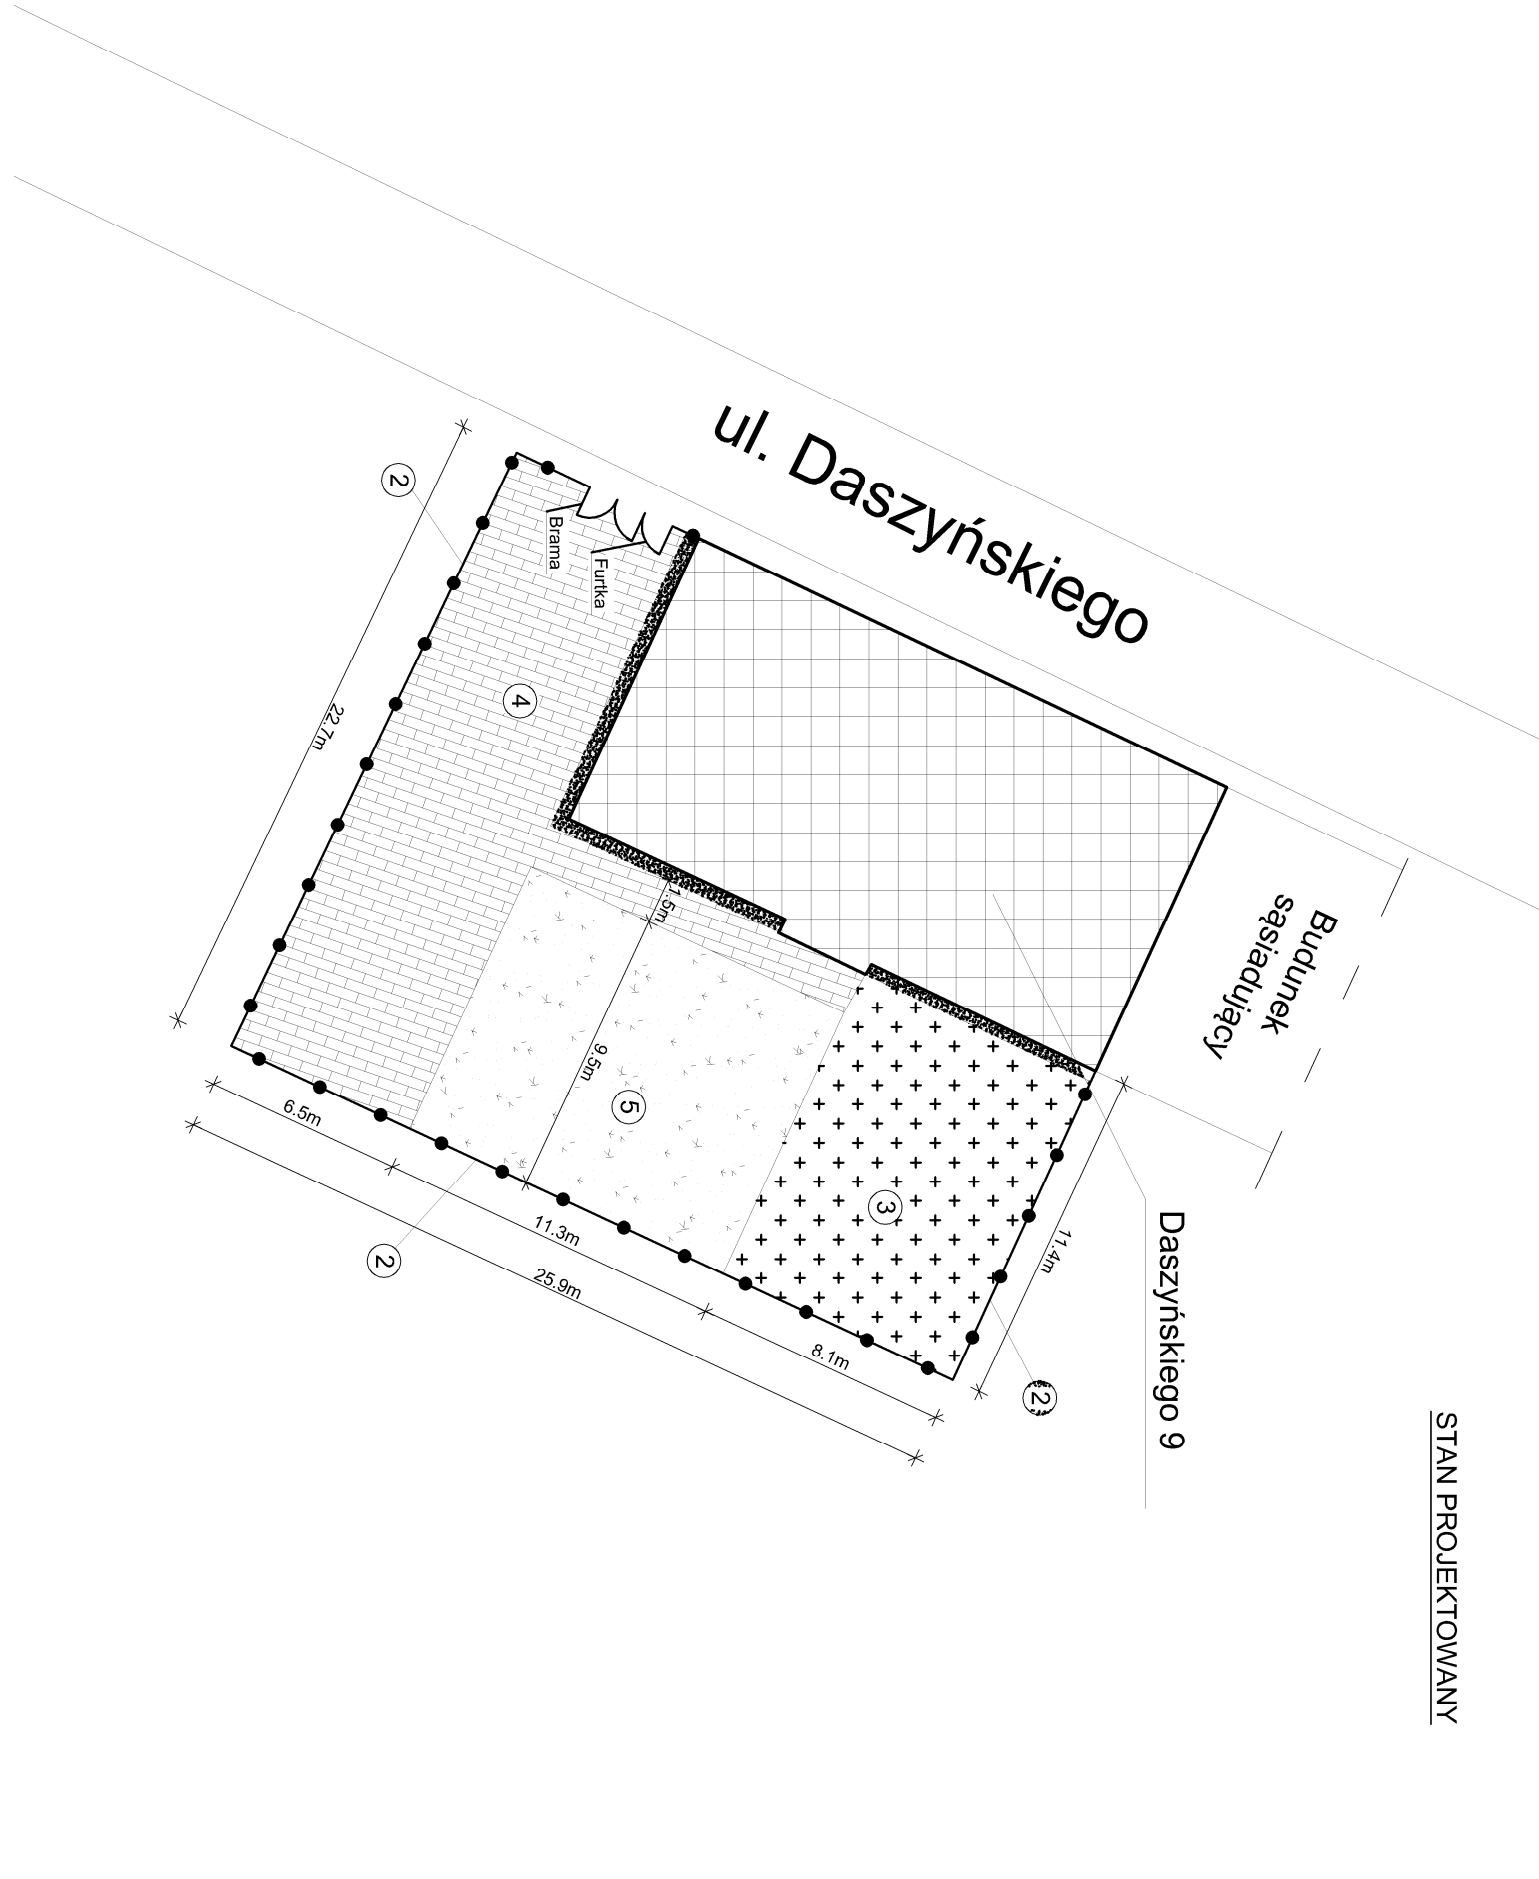 STAN PROJEKTOWANY
ul. Daszyńskiego
Budunek
sąsiadujący
Daszyńskiego 9
Brama
Furtka
2
4
22.7m
1.5m
9.5m
5
3
11.4m
6.5m
11.3m
25.9m
8.1m
2
2